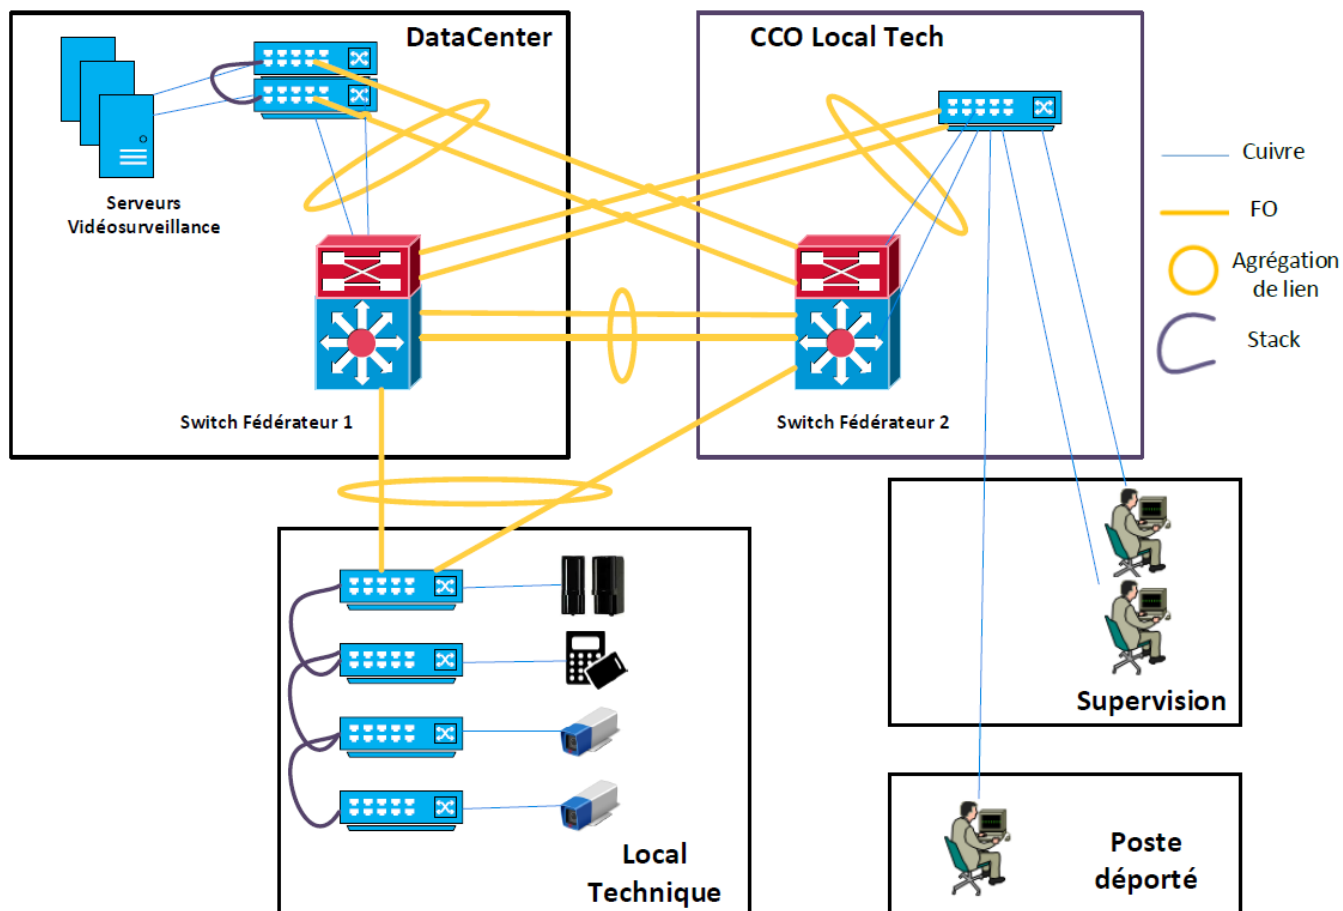 DataCenter
CCO Local Tech
Serveurs
Vidéosurveillance
Cuivre
FO
Agrégation
de lien
Stack
Switch Fédérateur 1
Switch Fédérateur 2
Supervision
Local
Technique
Poste
déporté